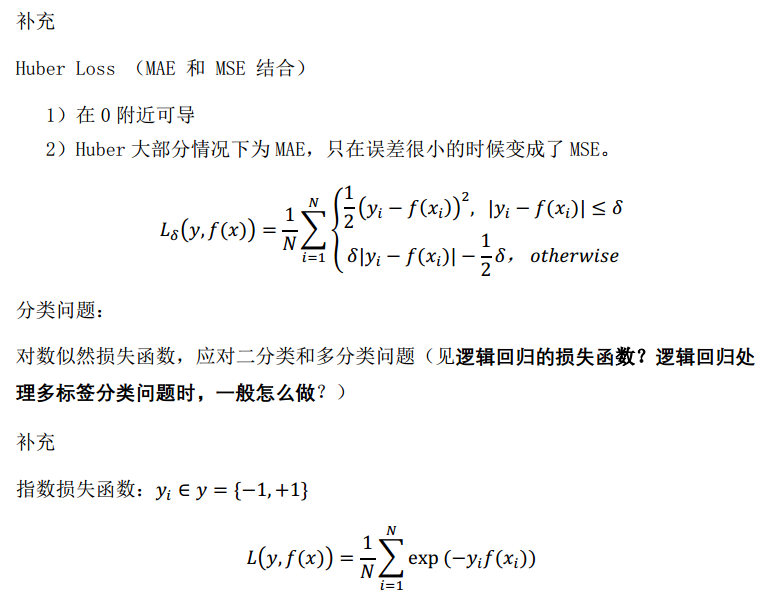 补充
Huber Loss （MAE 和 MSE 结合）
1）在 0 附近可导
2）Huber 大部分情况下为 MAE，只在误差很小的时候变成了 MSE。
L_δ(y, f(x)) = 1/N ∑_{i=1}^{N} { 1/2 (y_i − f(x_i))^2, |y_i − f(x_i)| ≤ δ
δ|y_i − f(x_i)| − 1/2 δ， otherwise
分类问题：
对数似然损失函数，应对二分类和多分类问题（见逻辑回归的损失函数？逻辑回归处
理多标签分类问题时，一般怎么做？）
补充
指数损失函数：y_i ∈ y = {−1, +1}
L(y, f(x)) = 1/N ∑_{i=1}^{N} exp (−y_i f(x_i))